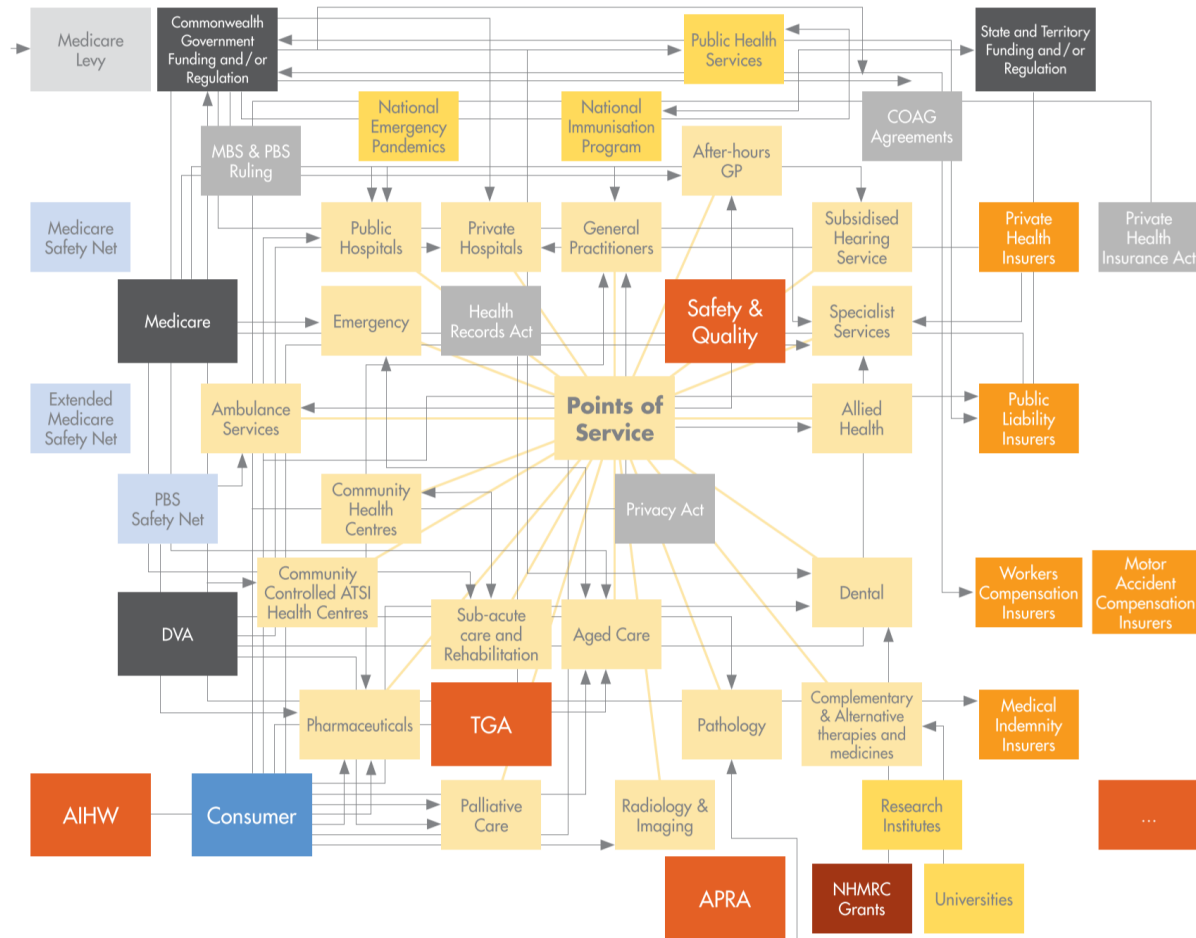 Medicare
Levy
Commonwealth
Government
Funding and/or
Regulation
Public Health
Services
State and Territory
Funding and/or
Regulation
National
Emergency
Pandemics
National
Immunisation
Program
COAG
Agreements
MBS & PBS
Ruling
After-hours
GP
Medicare
Safety Net
Public
Hospitals
Private
Hospitals
General
Practitioners
Subsidised
Hearing
Service
Private
Health
Insurers
Private
Health
Insurance Act
Medicare
Emergency
Health
Records Act
Safety &
Quality
Specialist
Services
Extended
Medicare
Safety Net
Ambulance
Services
Points of
Service
Allied
Health
Public
Liability
Insurers
PBS
Safety Net
Community
Health
Centres
Privacy Act
Community
Controlled ATSI
Health Centres
Dental
Workers
Compensation
Insurers
Motor
Accident
Compensation
Insurers
DVA
Sub-acute
care and
Rehabilitation
Aged Care
Pharmaceuticals
TGA
Pathology
Complementary
& Alternative
therapies and
medicines
Medical
Indemnity
Insurers
AIHW
Consumer
Palliative
Care
Radiology &
Imaging
Research
Institutes
...
APRA
NHMRC
Grants
Universities